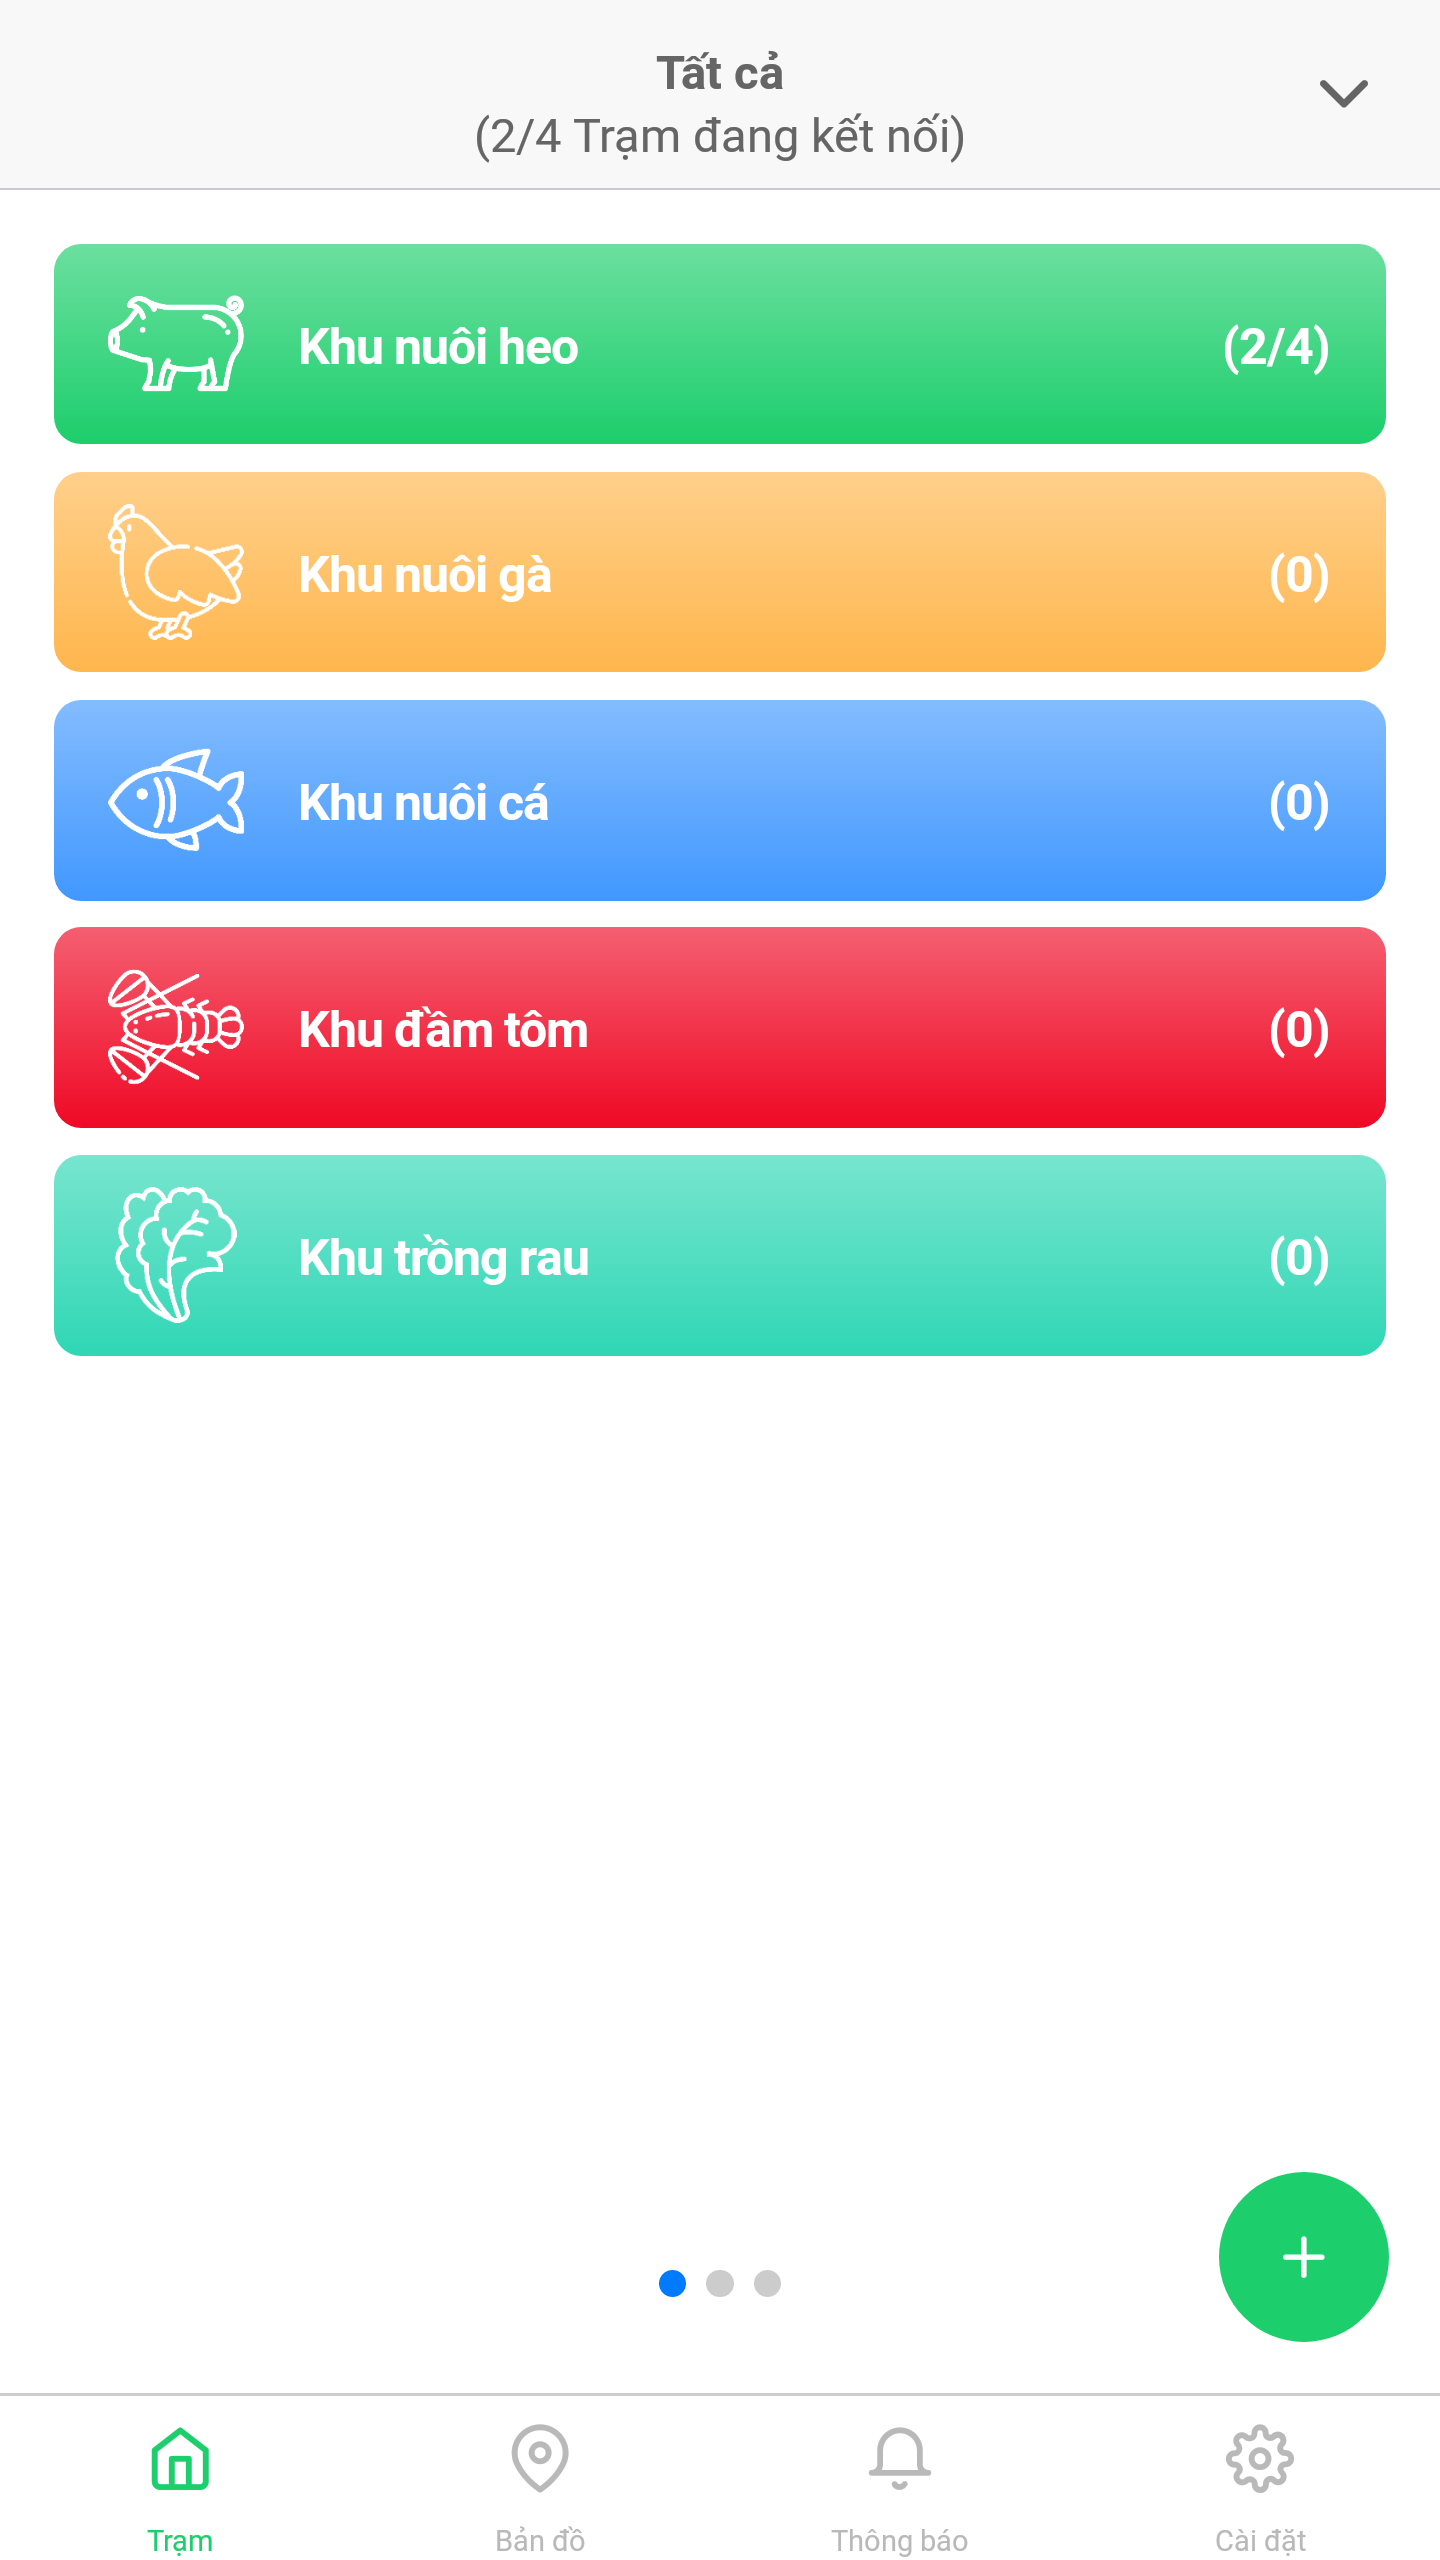 Tất cả
(2/4 Trạm đang kết nối)
Khu nuôi heo (2/4)
Khu nuôi gà (0)
Khu nuôi cá (0)
Khu đầm tôm (0)
Khu trồng rau (0)
Trạm Bản đồ Thông báo Cài đặt